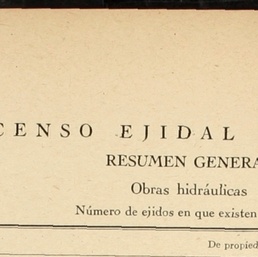 CENSO EJIDAL
RESUMEN GENERA
Obras hidráulicas
Número de ejidos en que existen
De propied